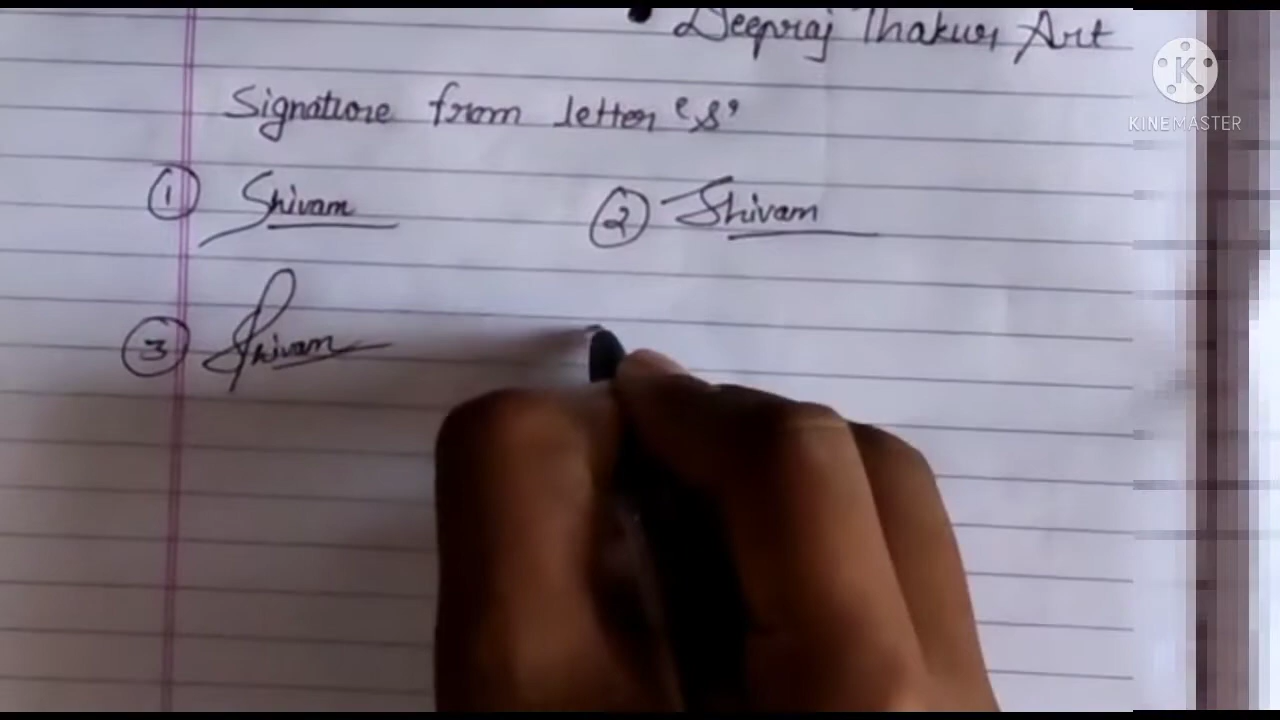 Deepraj Thakur Art
K
KINEMASTER
Signature from letter 'S'
1 Shivam
2 Shivam
3 Shivam